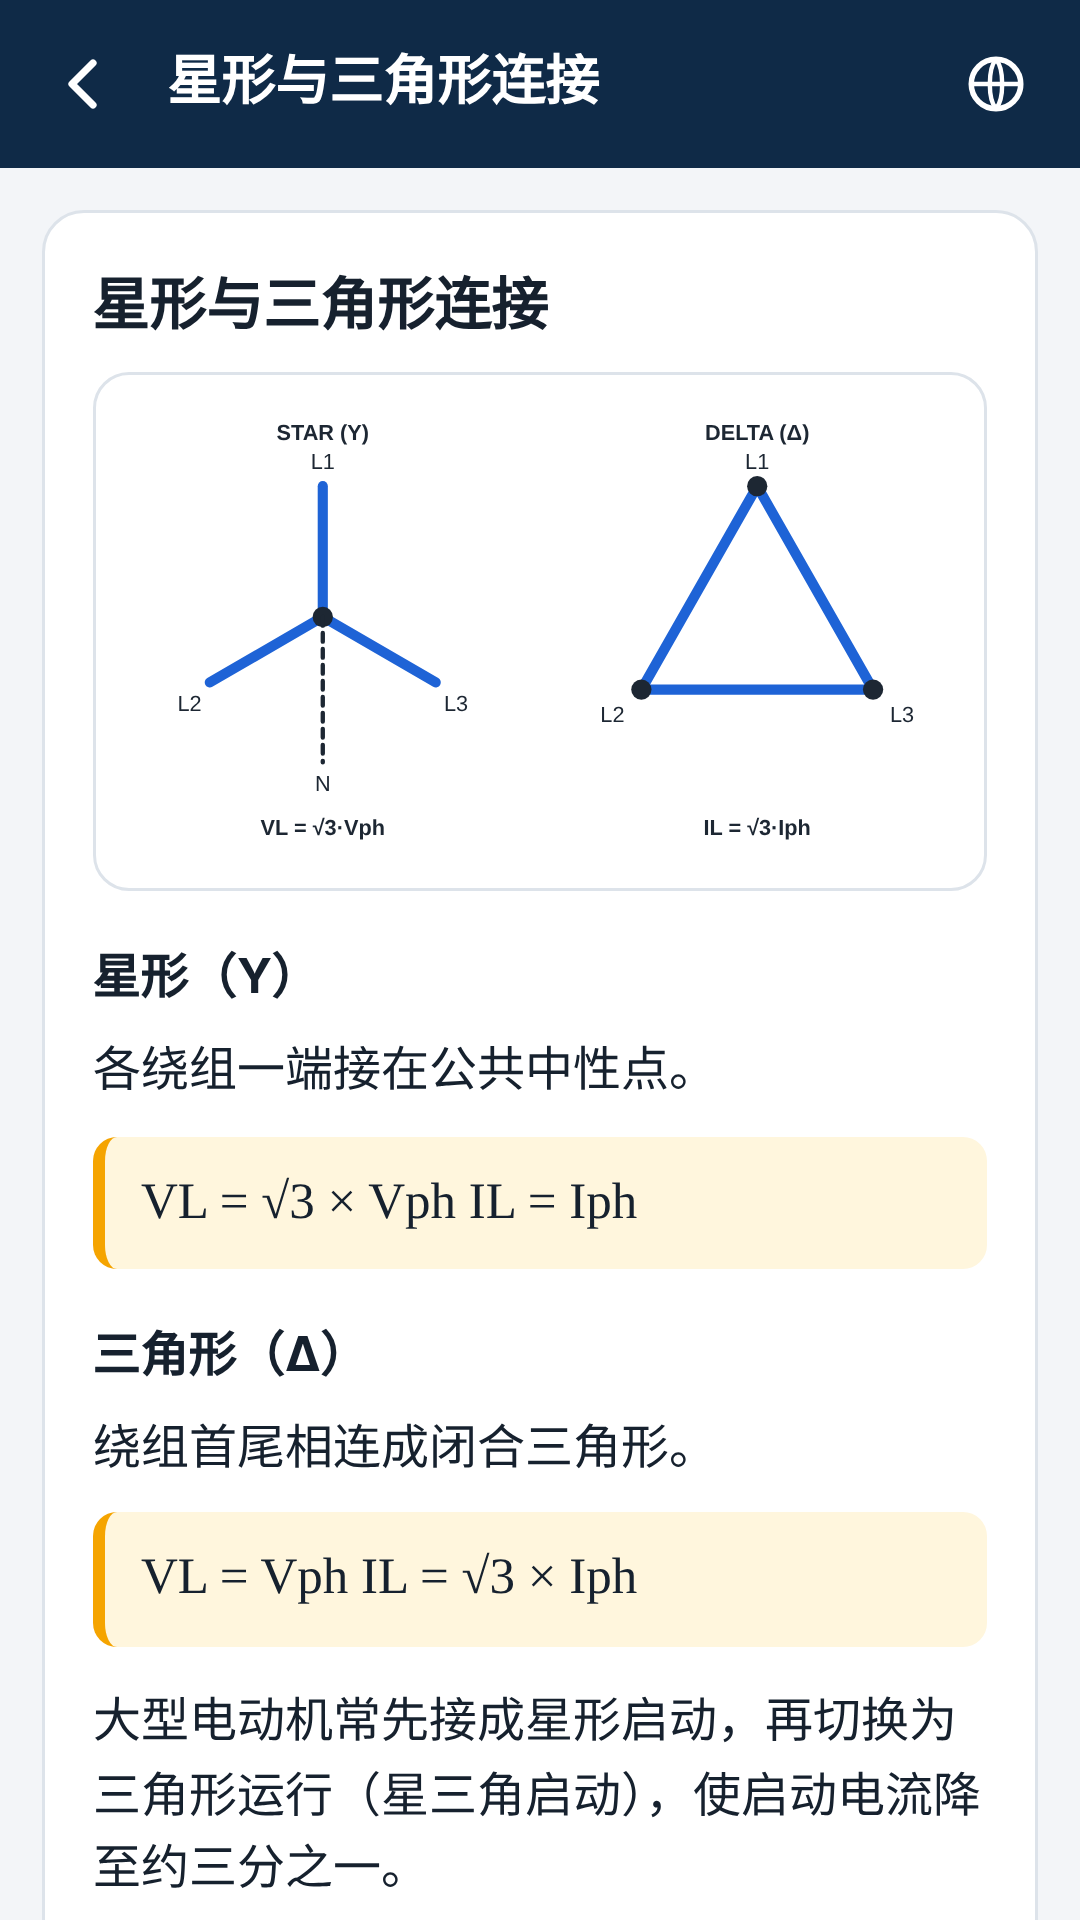 星形与三角形连接
星形与三角形连接
STAR (Y)
L1
L2
L3
N
VL = √3·Vph
DELTA (Δ)
L1
L2
L3
IL = √3·Iph
星形（Y）
各绕组一端接在公共中性点。
VL = √3 × Vph IL = Iph
三角形（Δ）
绕组首尾相连成闭合三角形。
VL = Vph IL = √3 × Iph
大型电动机常先接成星形启动，再切换为
三角形运行（星三角启动），使启动电流降
至约三分之一。